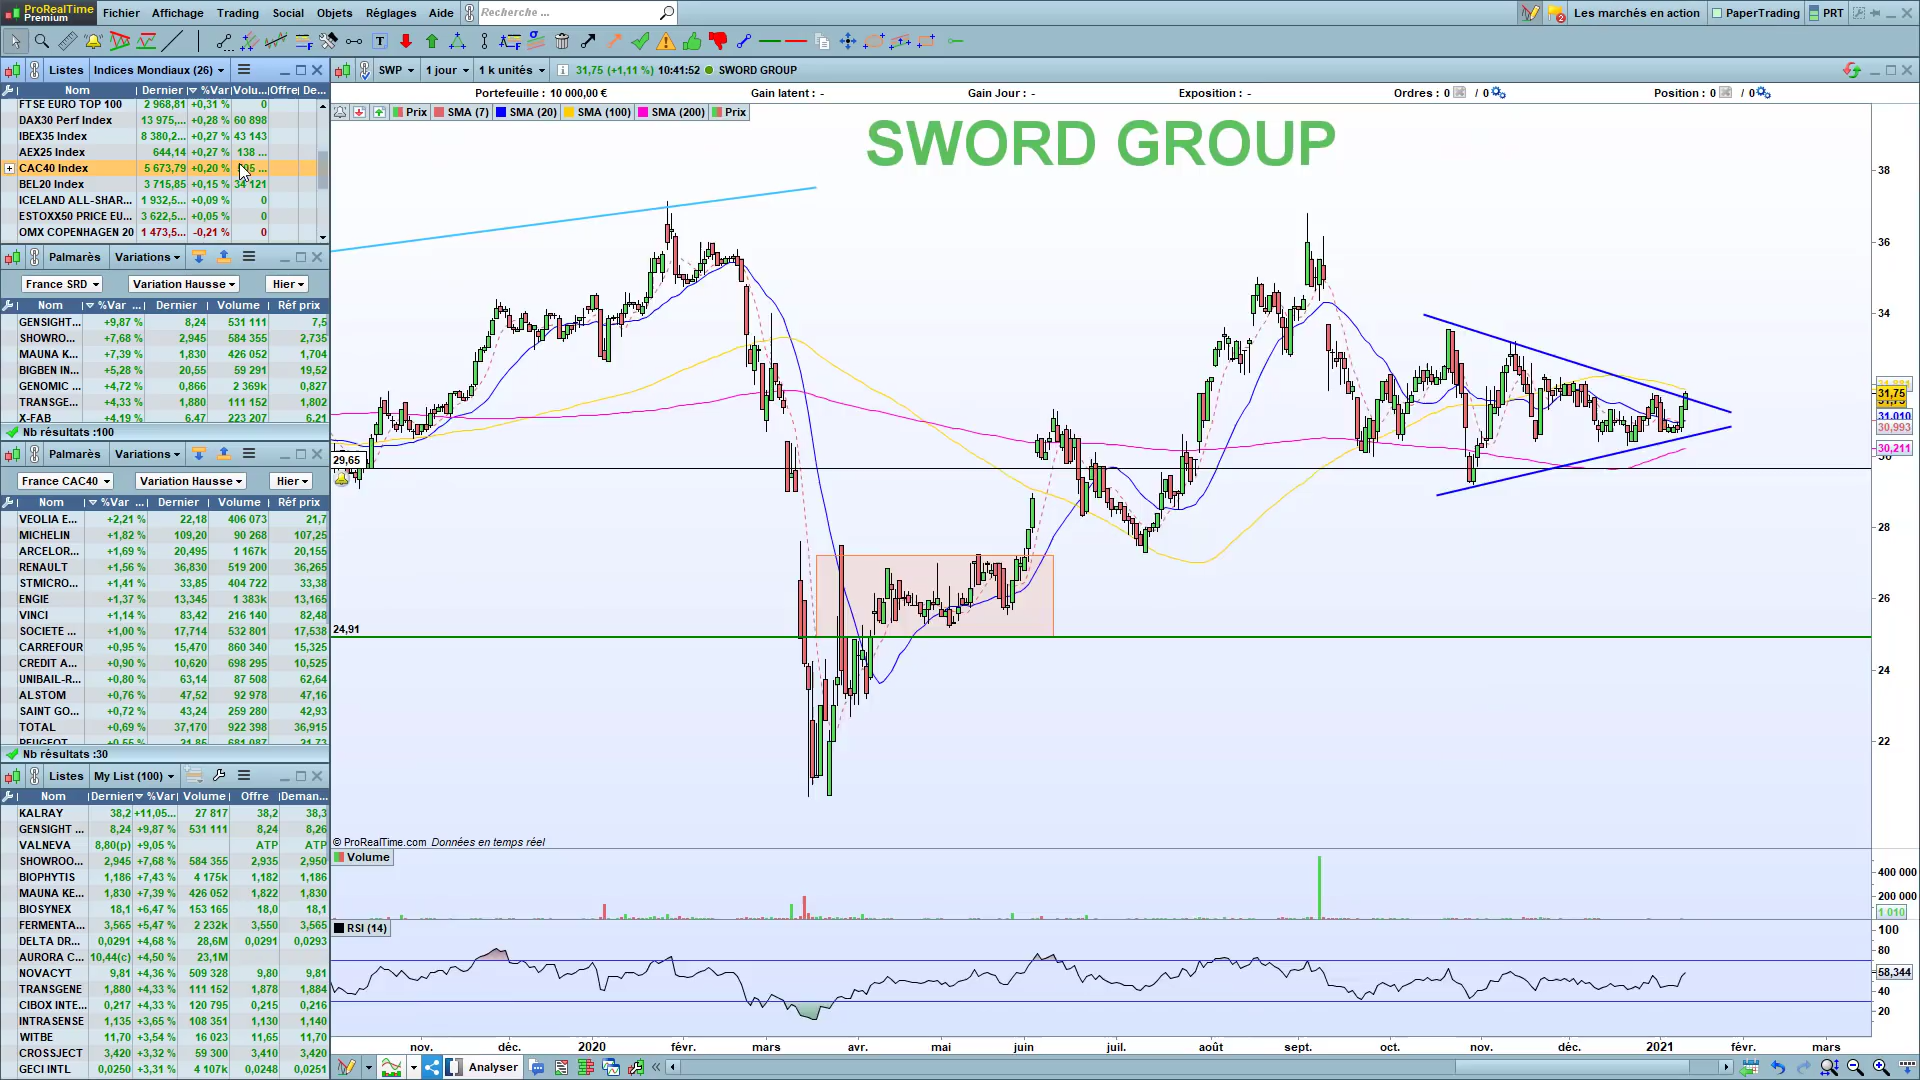 ProRealTime Premium
Fichier Affichage Trading Social Objets Réglages Aide
Recherche ...
Les marchés en action PaperTrading PRT
Listes Indices Mondiaux (26)
Nom Dernier %Var Volu... Offre De...
FTSE EURO TOP 100 2 968,81 +0,31 % 0
DAX30 Perf Index 13 975,... +0,28 % 60 898
IBEX35 Index 8 380,2... +0,27 % 43 143
AEX25 Index 644,14 +0,27 % 138 ...
CAC40 Index 5 673,79 +0,20 %
BEL20 Index 3 715,85 +0,15 % 34 121
ICELAND ALL-SHAR... 1 932,5... +0,09 % 0
ESTOXX50 PRICE EU... 3 622,5... +0,05 % 0
OMX COPENHAGEN 20 1 473,5... -0,21 % 0
Palmarès Variations
France SRD Variation Hausse Hier
Nom %Var ... Dernier Volume Réf prix
GENSIGHT... +9,87 % 8,24 531 111 7,5
SHOWRO... +7,68 % 2,945 584 355 2,735
MAUNA K... +7,39 % 1,830 426 052 1,704
BIGBEN IN... +5,28 % 20,55 59 291 19,52
GENOMIC ... +4,72 % 0,866 2 369k 0,827
TRANSGE... +4,33 % 1,880 111 152 1,802
X-FAB +4,19 % 6,47 223 207 6,21
Nb résultats :100
Palmarès Variations
France CAC40 Variation Hausse Hier
Nom %Var ... Dernier Volume Réf prix
VEOLIA E... +2,21 % 22,18 406 073 21,7
MICHELIN +1,82 % 109,20 90 268 107,25
ARCELOR... +1,69 % 20,495 1 167k 20,155
RENAULT +1,56 % 36,830 519 200 36,265
STMICRO... +1,41 % 33,85 404 722 33,38
ENGIE +1,37 % 13,345 1 383k 13,165
VINCI +1,14 % 83,42 216 140 82,48
SOCIETE ... +1,00 % 17,714 532 801 17,538
CARREFOUR +0,95 % 15,470 860 340 15,325
CREDIT A... +0,90 % 10,620 698 295 10,525
UNIBAIL-R... +0,80 % 63,14 87 508 62,64
ALSTOM +0,76 % 47,52 92 978 47,16
SAINT GO... +0,72 % 43,24 259 280 42,93
TOTAL +0,69 % 37,170 922 398 36,915
PEUGEOT +0,55 % 21,85 681 087 21,73
Nb résultats :30
Listes My List (100)
Nom Dernier %Var Volume Offre Deman...
KALRAY 38,2 +11,05... 27 817 38,2 38,3
GENSIGHT ... 8,24 +9,87 % 531 111 8,24 8,26
VALNEVA 8,80(p) +9,05 % ATP ATP
SHOWROO... 2,945 +7,68 % 584 355 2,935 2,950
BIOPHYTIS 1,186 +7,43 % 4 175k 1,182 1,186
MAUNA KE... 1,830 +7,39 % 426 052 1,822 1,830
BIOSYNEX 18,1 +6,47 % 153 165 18,0 18,1
FERMENTA... 3,565 +5,47 % 2 232k 3,550 3,565
DELTA DR... 0,0291 +4,68 % 28,6M 0,0291 0,0293
AURORA C... 10,44(c) +4,50 % 23,1M
NOVACYT 9,81 +4,36 % 509 328 9,80 9,81
TRANSGENE 1,880 +4,33 % 111 152 1,878 1,884
CIBOX INTE... 0,217 +4,33 % 120 795 0,215 0,216
INTRASENSE 1,135 +3,65 % 108 351 1,130 1,140
WITBE 11,70 +3,54 % 16 023 11,65 11,70
CROSSJECT 3,420 +3,32 % 59 300 3,410 3,420
GECI INTL 0,0250 +3,31 % 4 107k 0,0248 0,0251
SWP 1 jour 1 k unités 31,75 (+1,11 %) 10:41:52 SWORD GROUP
Portefeuille : 10 000,00 € Gain latent : - Gain Jour : - Exposition : - Ordres : 0 / 0 Position : 0 / 0
Prix SMA (7) SMA (20) SMA (100) SMA (200) Prix
SWORD GROUP
38
36
34
31,75
31,010
30,993
30,211
29,65
28
26
24,91
24
22
© ProRealTime.com Données en temps réel
Volume
400 000
200 000
1 010
RSI (14)
100
80
58,344
40
20
nov. déc. 2020 févr. mars avr. mai juin juil. août sept. oct. nov. déc. 2021 févr. mars
Analyser